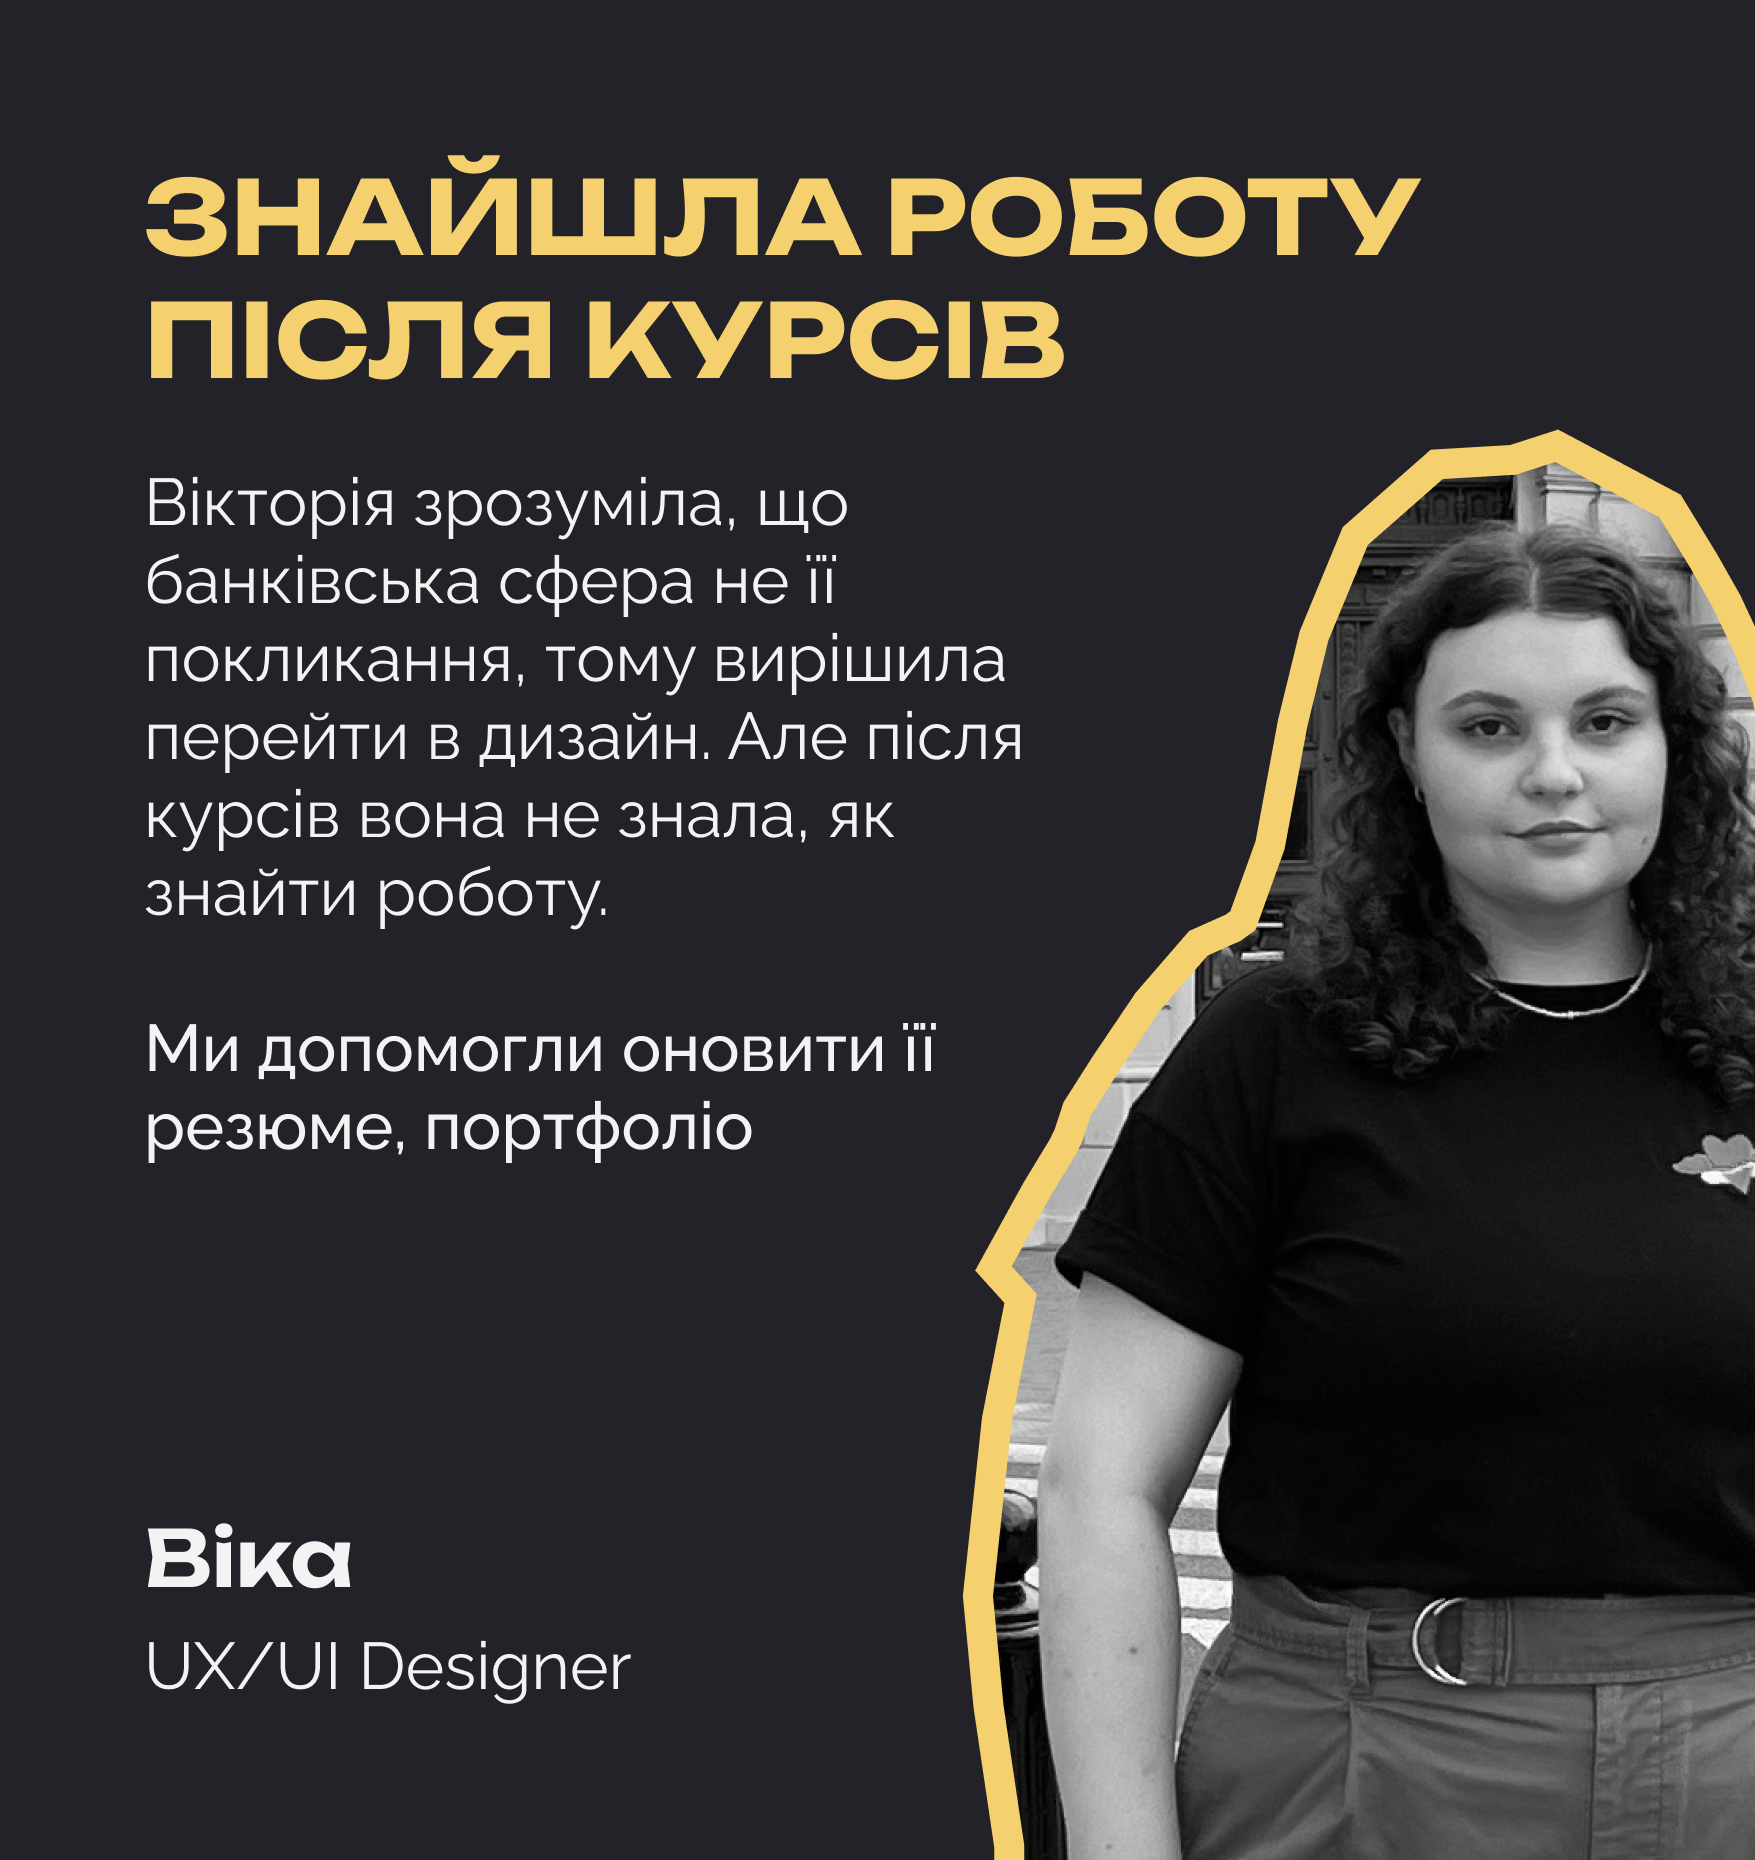 ЗНАЙШЛА РОБОТУ
ПІСЛЯ КУРСІВ
Вікторія зрозуміла, що
банківська сфера не її
покликання, тому вирішила
перейти в дизайн. Але після
курсів вона не знала, як
знайти роботу.
Ми допомогли оновити її
резюме, портфоліо
Віка
UX/UI Designer